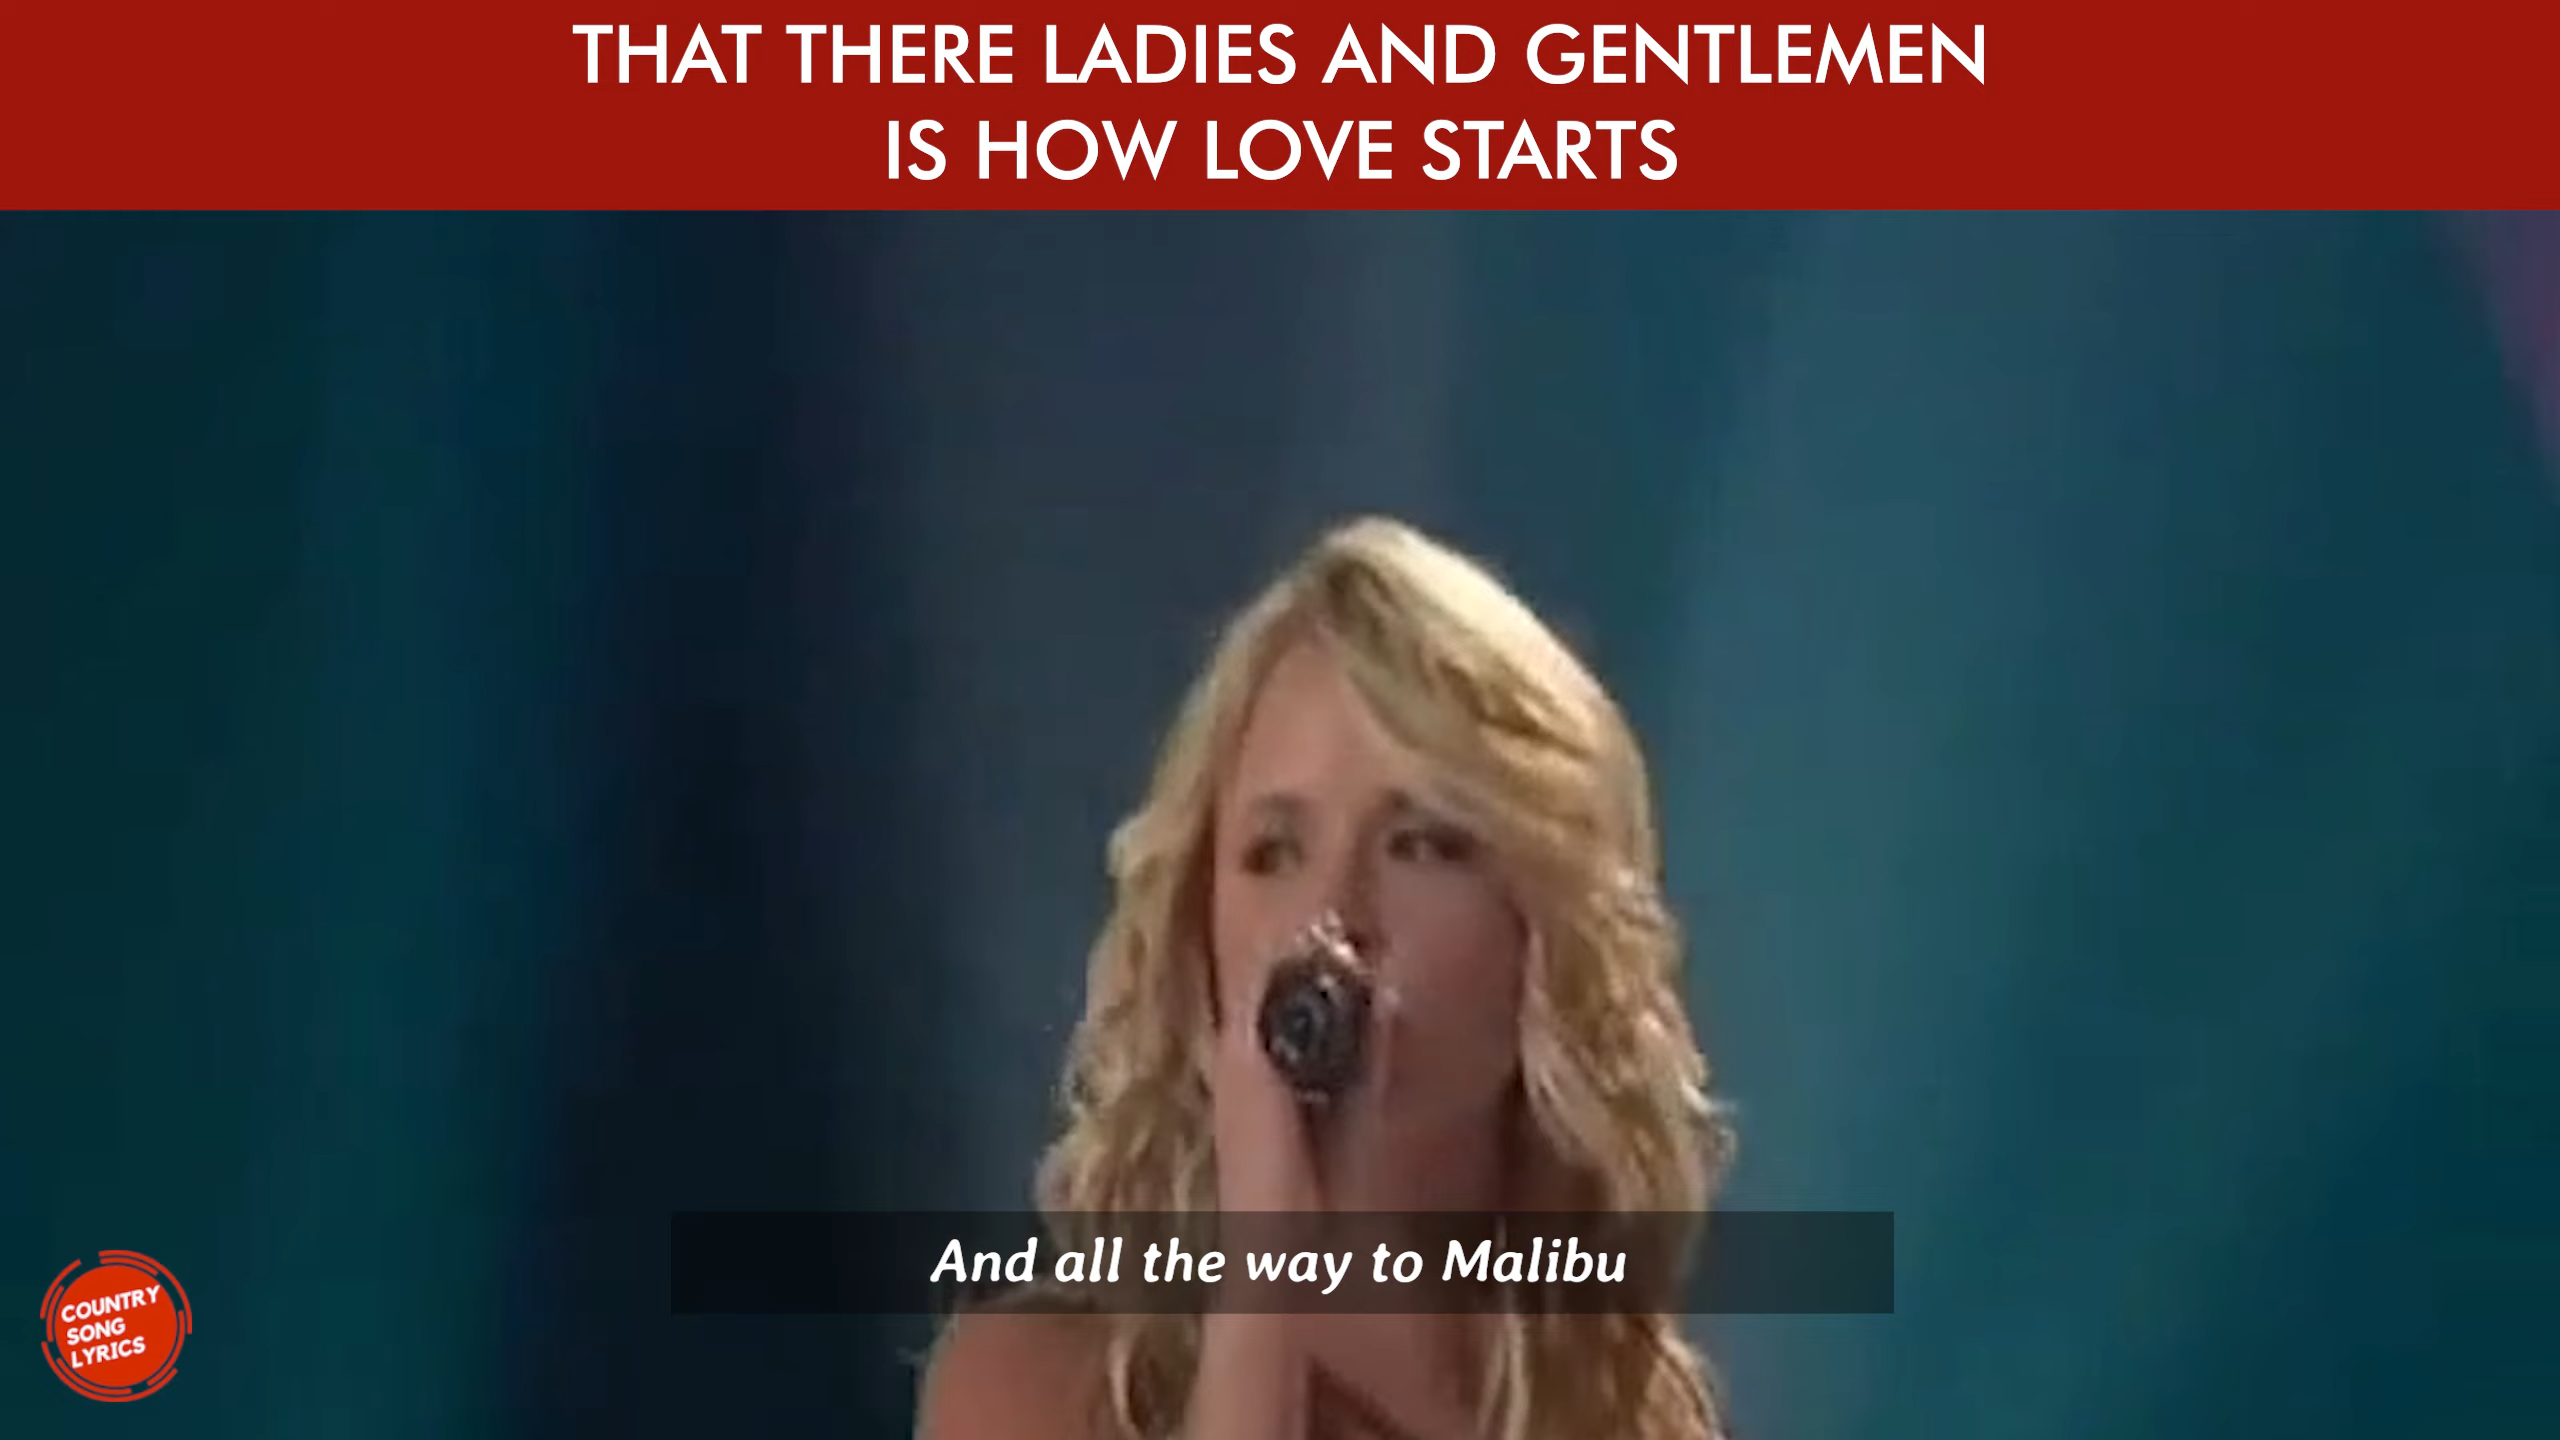 THAT THERE LADIES AND GENTLEMEN
IS HOW LOVE STARTS
And all the way to Malibu
COUNTRY
SONG
LYRICS